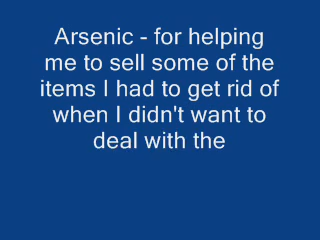 Arsenic - for helping
me to sell some of the
items I had to get rid of
when I didn't want to
deal with the